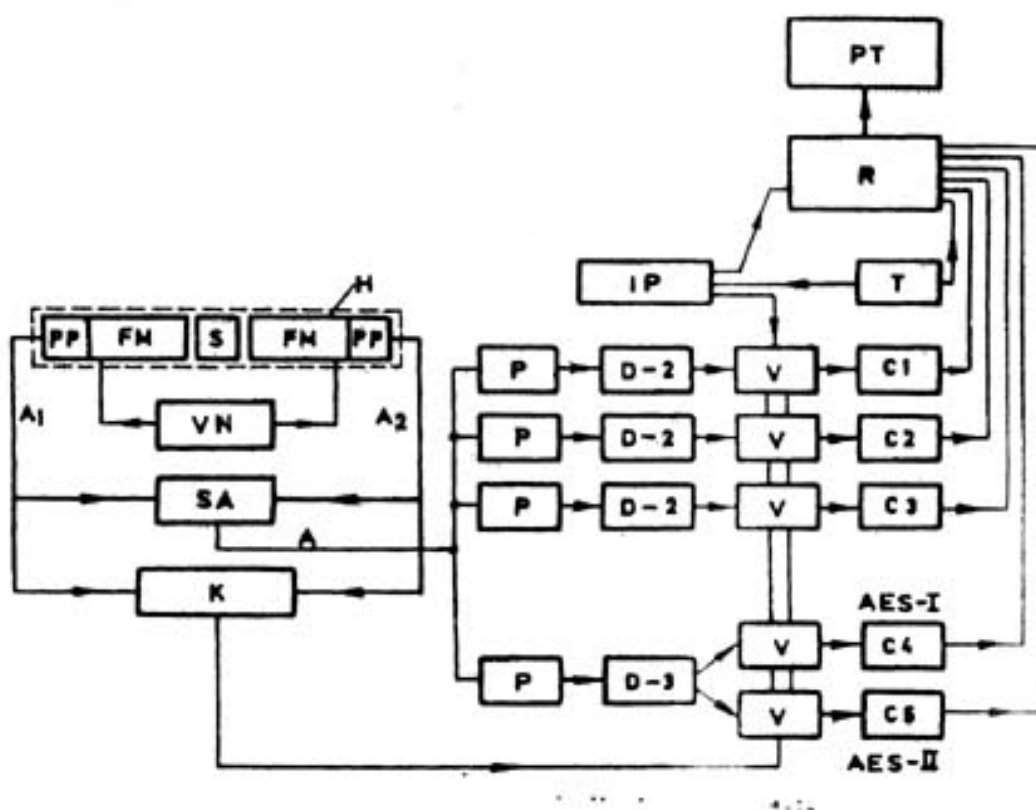 PT
R
IP
T
H
PP FM S FM PP
A1
VN
A2
SA
A
K
P D-2 V C1
P D-2 V C2
P D-2 V C3
AES-I
P D-3
V C4
V C5
AES-II